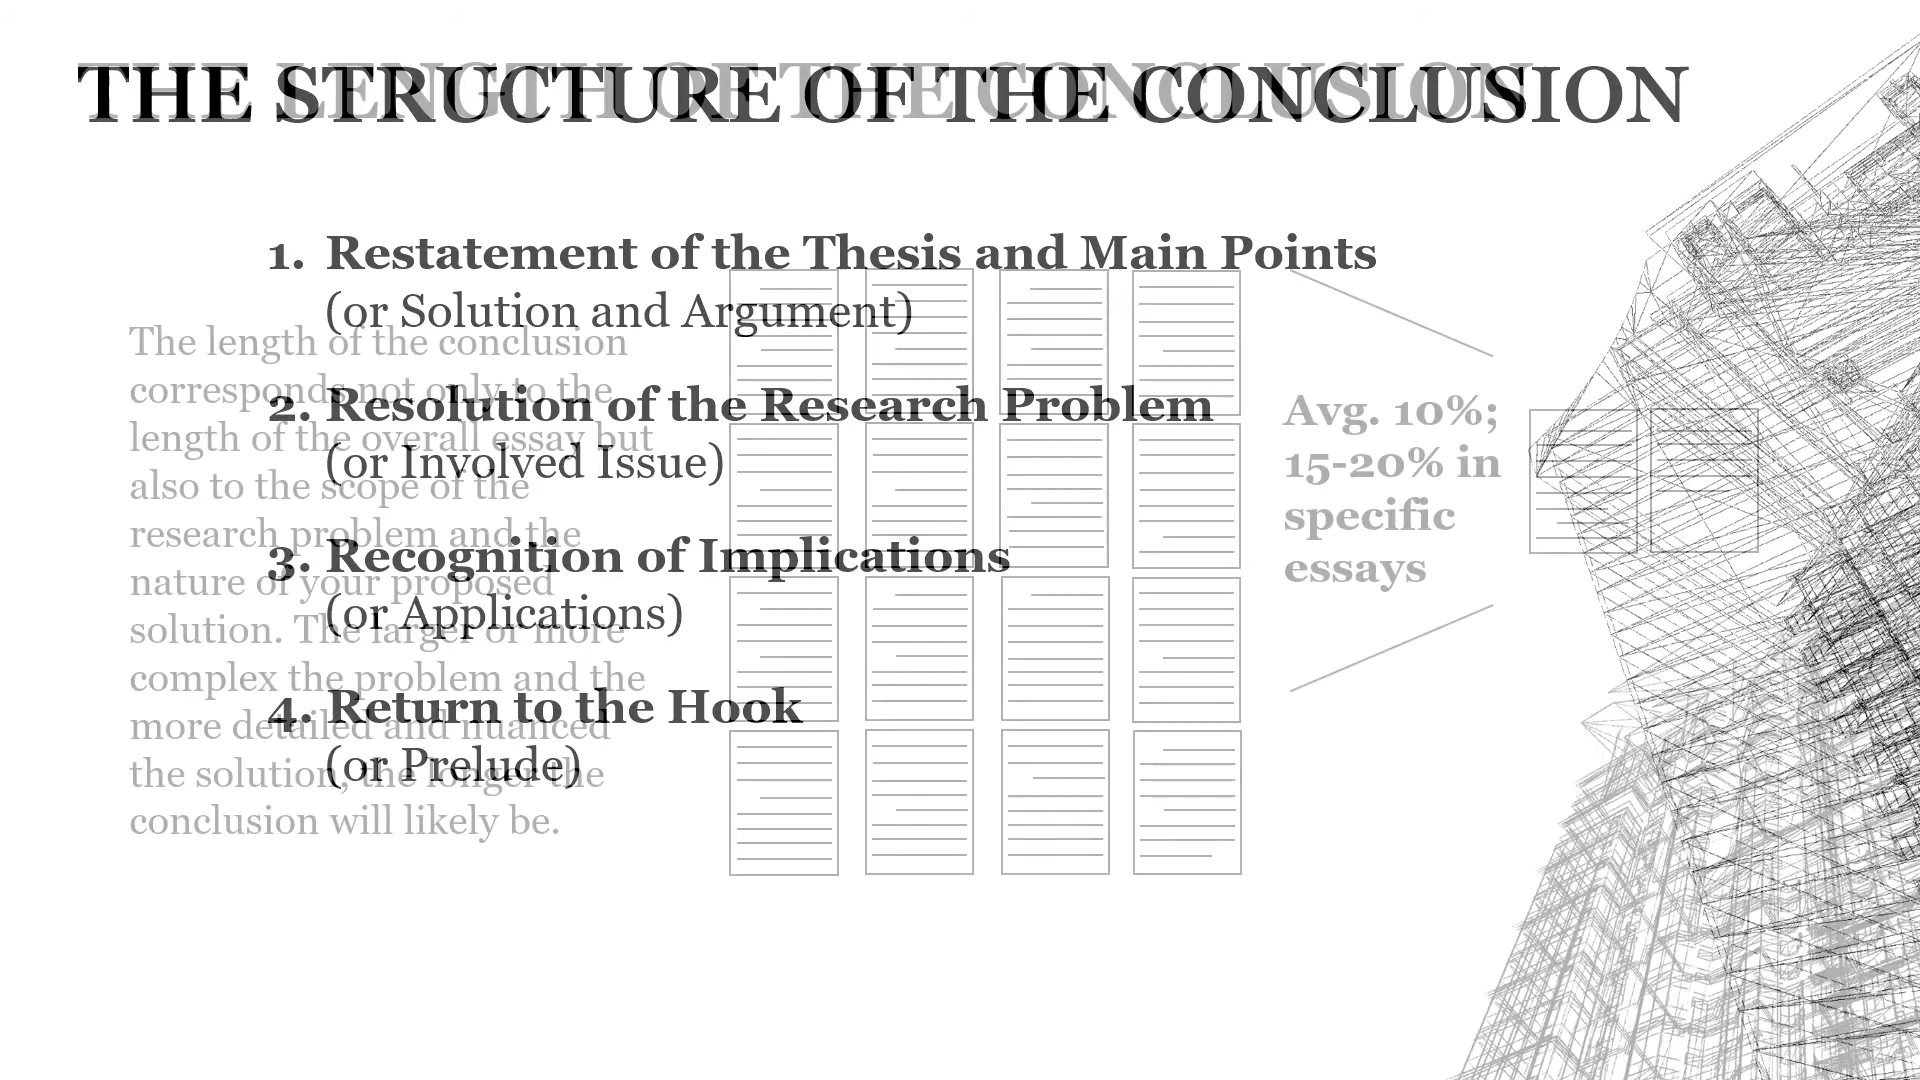 THE STRUCTURE OF THE CONCLUSION
THE LENGTH OF THE CONCLUSION
1. Restatement of the Thesis and Main Points
(or Solution and Argument)
2. Resolution of the Research Problem
(or Involved Issue)
3. Recognition of Implications
(or Applications)
4. Return to the Hook
(or Prelude)
The length of the conclusion
corresponds not only to the
length of the overall essay but
also to the scope of the
research problem and the
nature of your proposed
solution. The larger or more
complex the problem and the
more detailed and nuanced
the solution, the longer the
conclusion will likely be.
Avg. 10%;
15-20% in
specific
essays